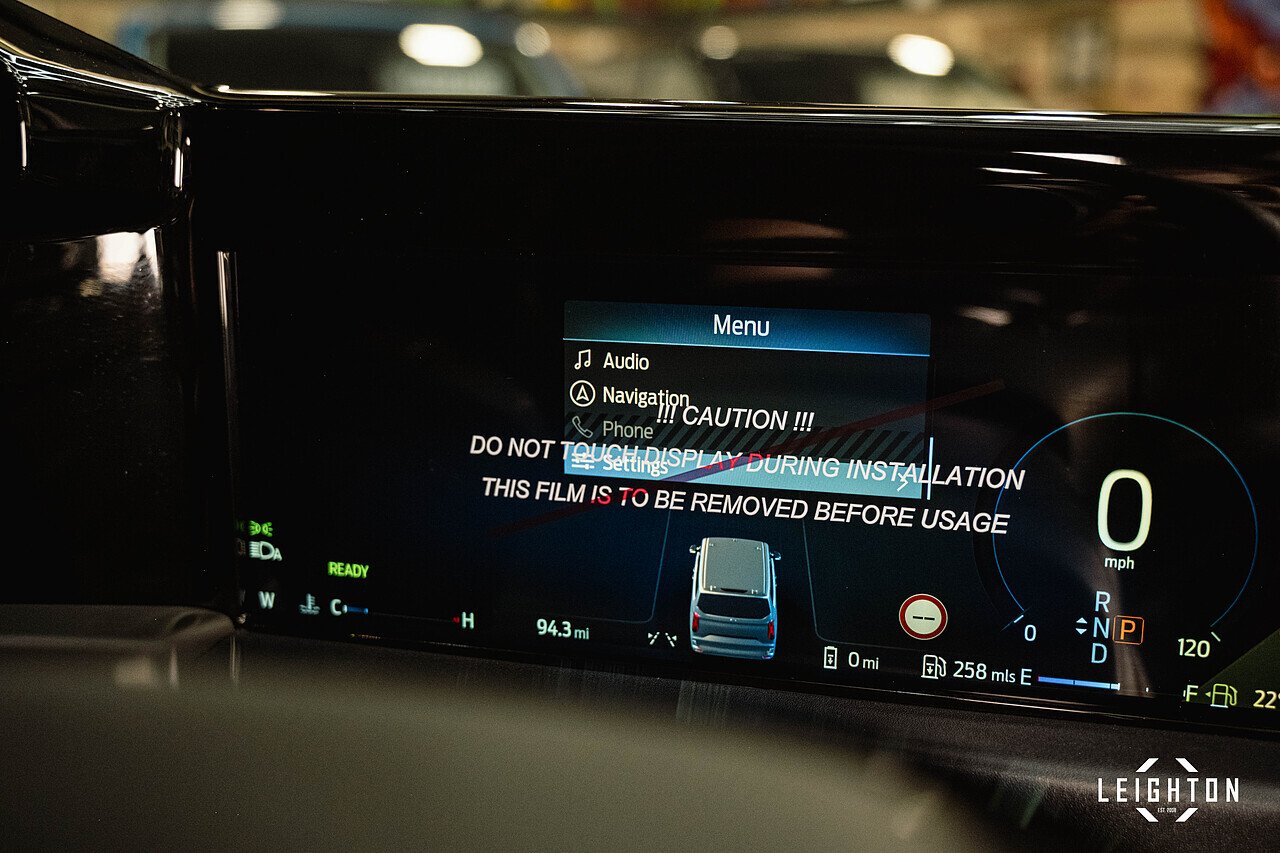 Menu
Audio
Navigation
Phone
Settings
!!! CAUTION !!!
DO NOT TOUCH DISPLAY DURING INSTALLATION
THIS FILM IS TO BE REMOVED BEFORE USAGE
0
mph
READY
W
C
H
94.3 mi
0 mi
258 mls E
R
N P
D
0
120
F
22°
LEIGHTON